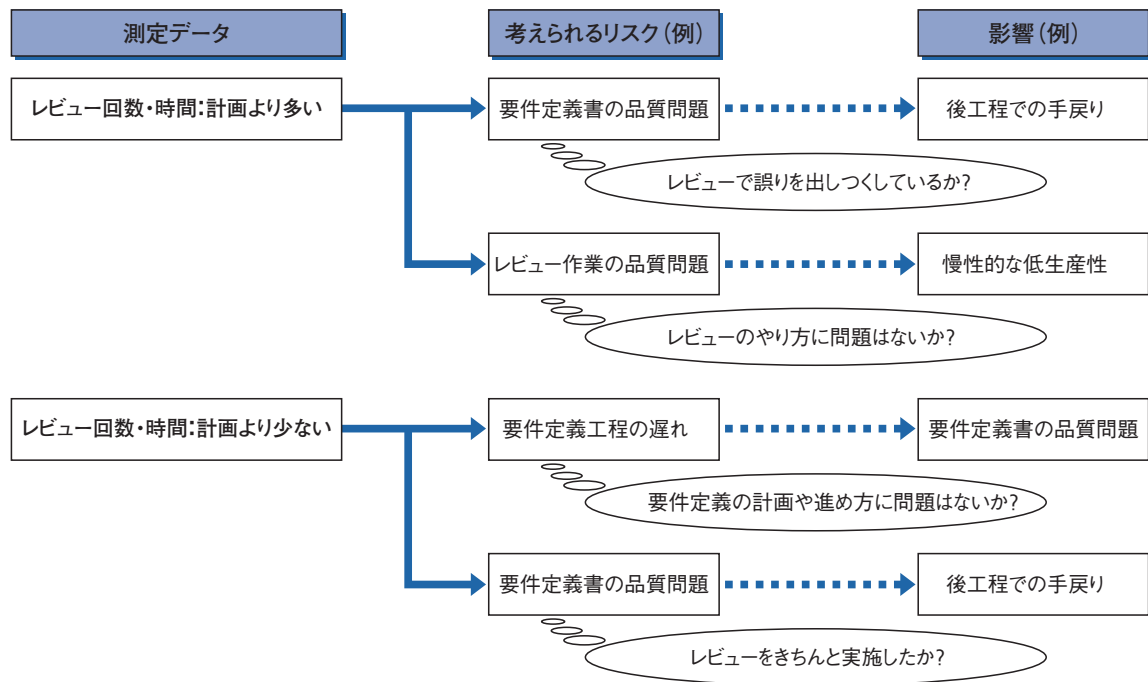 測定データ
考えられるリスク（例）
影響（例）
レビュー回数・時間：計画より多い
要件定義書の品質問題
後工程での手戻り
レビューで誤りを出しつくしているか？
レビュー作業の品質問題
慢性的な低生産性
レビューのやり方に問題はないか？
レビュー回数・時間：計画より少ない
要件定義工程の遅れ
要件定義書の品質問題
要件定義の計画や進め方に問題はないか？
要件定義書の品質問題
後工程での手戻り
レビューをきちんと実施したか？